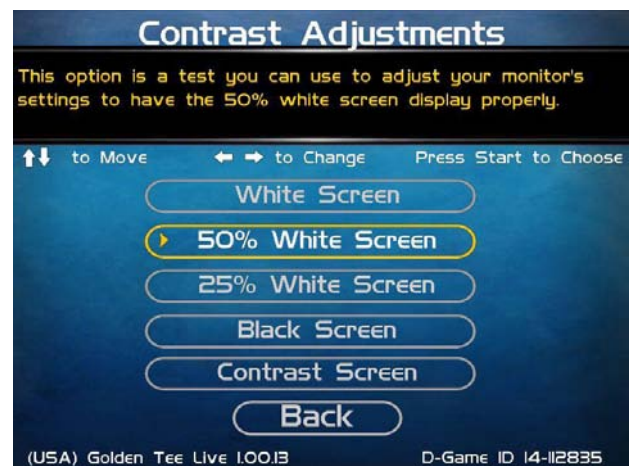 Contrast Adjustments
This option is a test you can use to adjust your monitor's
settings to have the 50% white screen display properly.
⬆⬇ to Move ⬅ ➡ to Change Press Start to Choose
White Screen
50% White Screen
25% White Screen
Black Screen
Contrast Screen
Back
(USA) Golden Tee Live 1.00.13 D-Game ID 14-112835